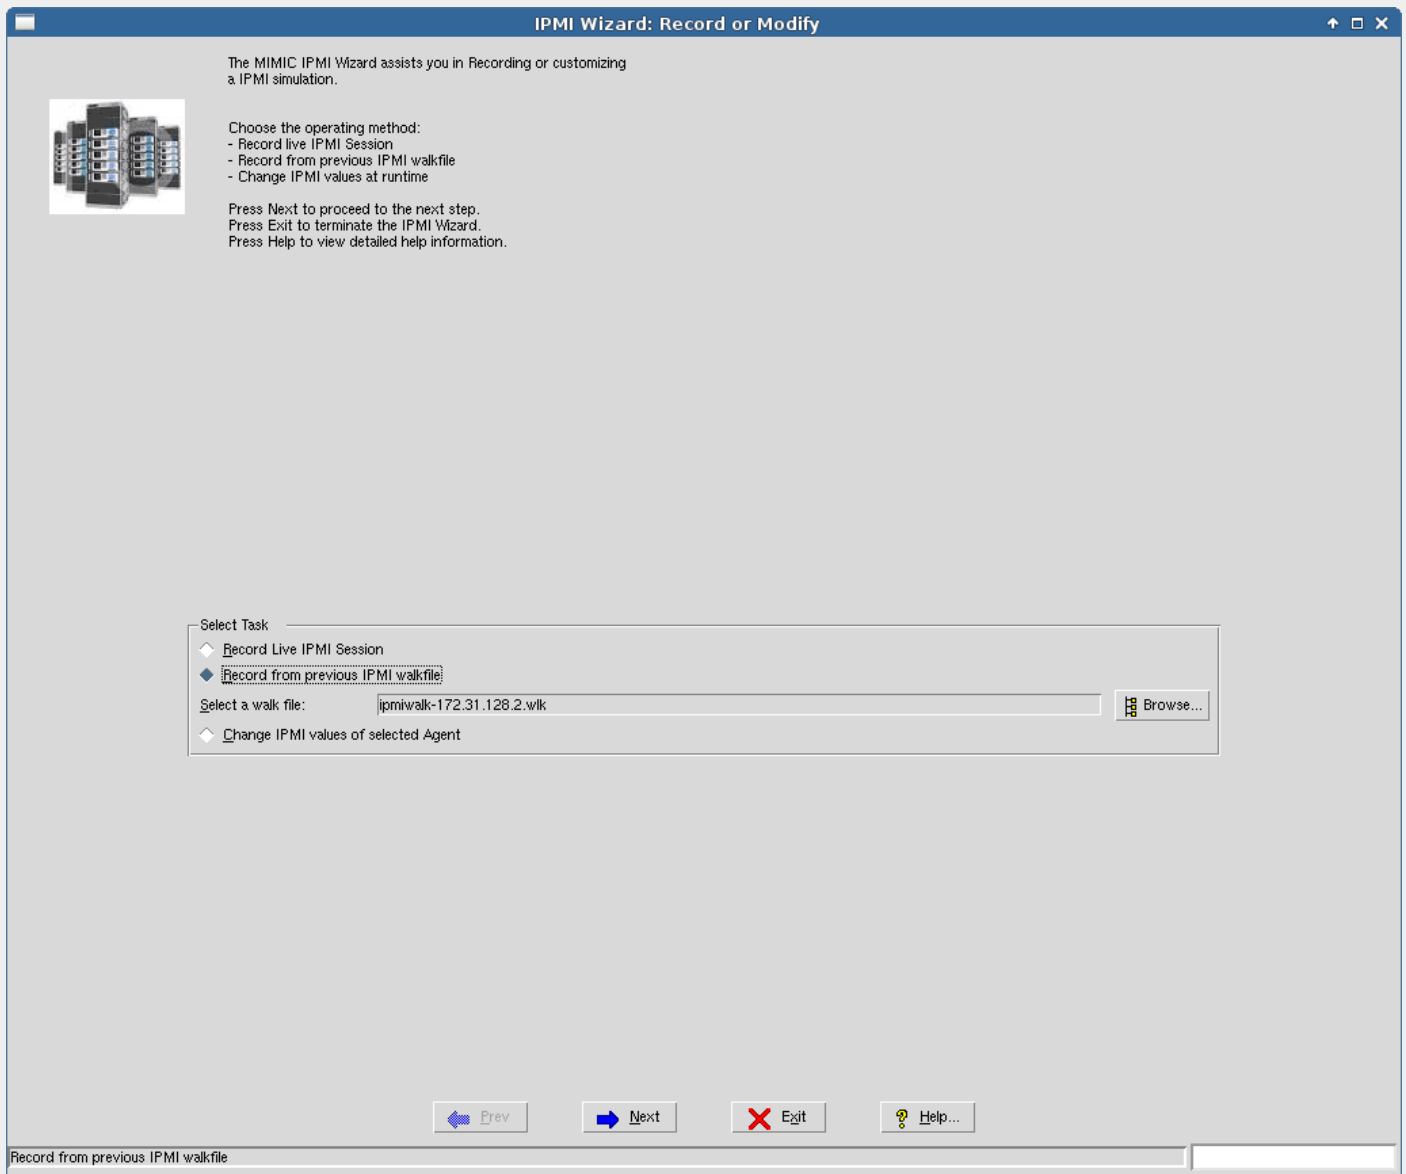 IPMI Wizard: Record or Modify
The MIMIC IPMI Wizard assists you in Recording or customizing
a IPMI simulation.
Choose the operating method:
- Record live IPMI Session
- Record from previous IPMI walkfile
- Change IPMI values at runtime
Press Next to proceed to the next step.
Press Exit to terminate the IPMI Wizard.
Press Help to view detailed help information.
Select Task
Record Live IPMI Session
Record from previous IPMI walkfile
Select a walk file: ipmiwalk-172.31.128.2.wlk Browse...
Change IPMI values of selected Agent
Prev Next Exit Help...
Record from previous IPMI walkfile